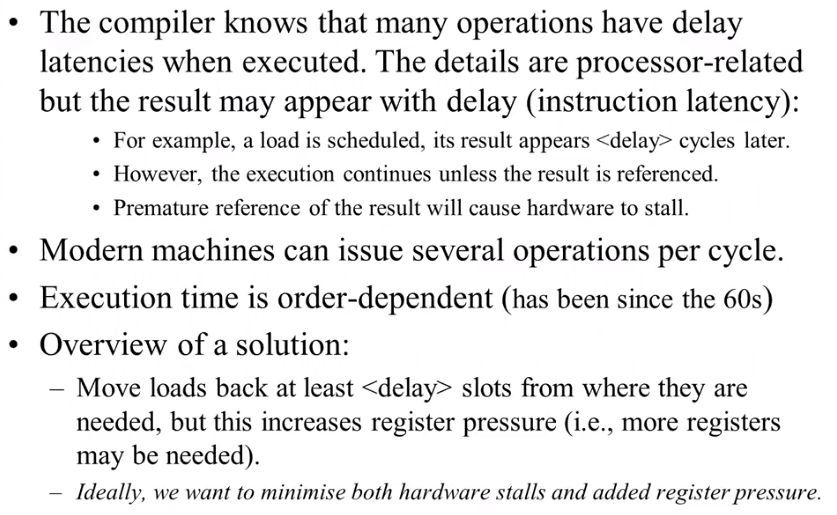 • The compiler knows that many operations have delay
latencies when executed. The details are processor-related
but the result may appear with delay (instruction latency):
• For example, a load is scheduled, its result appears <delay> cycles later.
• However, the execution continues unless the result is referenced.
• Premature reference of the result will cause hardware to stall.
• Modern machines can issue several operations per cycle.
• Execution time is order-dependent (has been since the 60s)
• Overview of a solution:
– Move loads back at least <delay> slots from where they are
needed, but this increases register pressure (i.e., more registers
may be needed).
– Ideally, we want to minimise both hardware stalls and added register pressure.